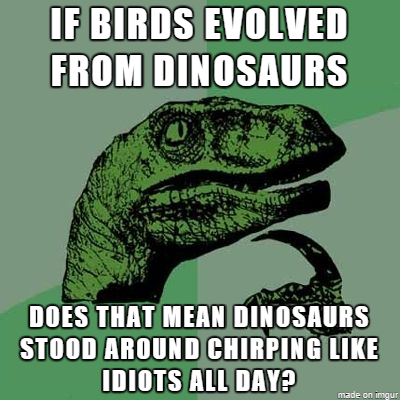 IF BIRDS EVOLVED
FROM DINOSAURS
DOES THAT MEAN DINOSAURS
STOOD AROUND CHIRPING LIKE
IDIOTS ALL DAY?
made on imgur